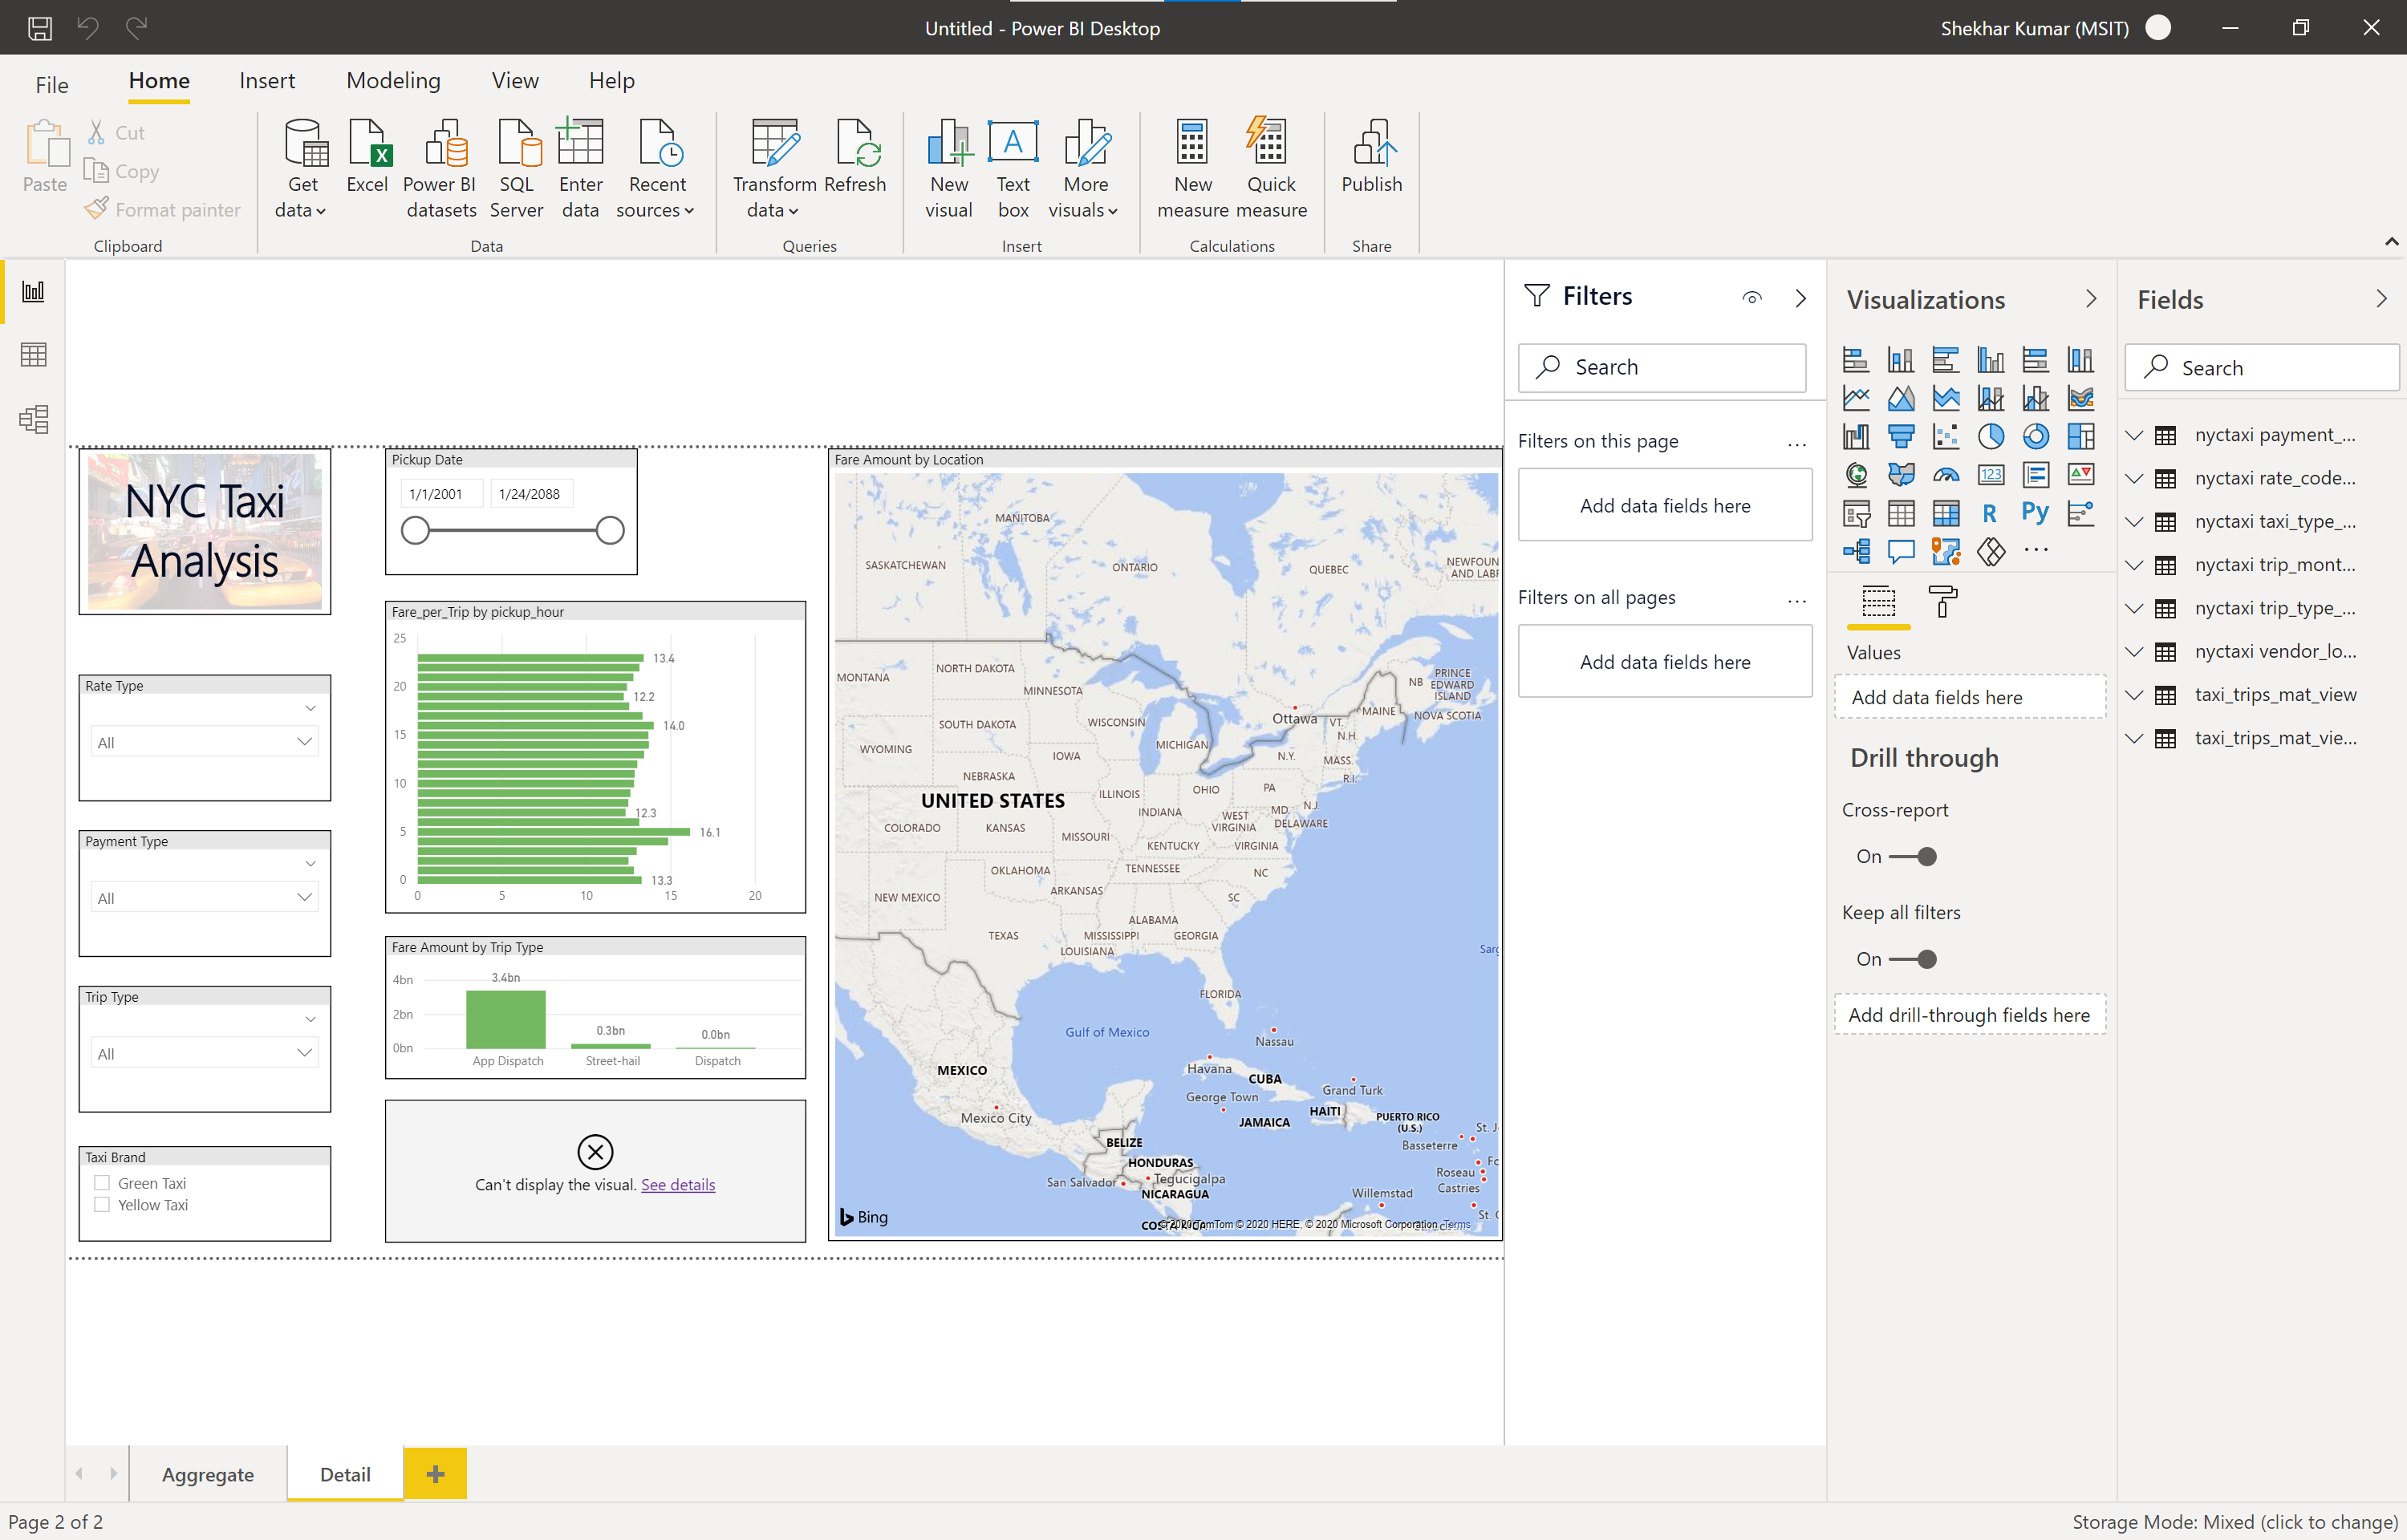 Untitled - Power BI Desktop
Shekhar Kumar (MSIT)
File
Home
Insert
Modeling
View
Help
Paste
Cut
Copy
Format painter
Clipboard
Get data
Excel
Power BI datasets
SQL Server
Enter data
Recent sources
Data
Transform data
Refresh
Queries
New visual
Text box
More visuals
Insert
New measure
Quick measure
Calculations
Publish
Share
NYC Taxi
Analysis
Rate Type
All
Payment Type
All
Trip Type
All
Taxi Brand
Green Taxi
Yellow Taxi
Pickup Date
1/1/2001
1/24/2088
Fare_per_Trip by pickup_hour
25
20
15
10
5
0
13.4
12.2
14.0
12.3
16.1
13.3
0
5
10
15
20
Fare Amount by Trip Type
4bn
2bn
0bn
3.4bn
0.3bn
0.0bn
App Dispatch
Street-hail
Dispatch
Can't display the visual. See details
Fare Amount by Location
MANITOBA
SASKATCHEWAN
ONTARIO
QUEBEC
NEWFOUN
AND LABR
MONTANA
NORTH DAKOTA
MINNESOTA
NB
PRINCE
EDWARD
ISLAND
SOUTH DAKOTA
WISCONSIN
Ottawa
VT.
MAINE
NOVA SCOTIA
N.H.
WYOMING
MICHIGAN
IOWA
N.Y.
MASS.
NEBRASKA
R.I.
UNITED STATES
ILLINOIS
OHIO
PA
INDIANA
MD.
N.J.
COLORADO
KANSAS
MISSOURI
WEST
VIRGINIA
DELAWARE
KENTUCKY
VIRGINIA
OKLAHOMA
TENNESSEE
NC
NEW MEXICO
ARKANSAS
SC
ALABAMA
TEXAS
MISSISSIPPI
GEORGIA
LOUISIANA
Sarg
FLORIDA
Gulf of Mexico
Nassau
MEXICO
Havana
CUBA
Grand Turk
Mexico City
George Town
HAITI
JAMAICA
PUERTO RICO
(U.S.)
St. J
BELIZE
Basseterre
HONDURAS
Fo
Tegucigalpa
Roseau
San Salvador
NICARAGUA
Willemstad
Castries
St. G
Bing
© 2020 TomTom © 2020 HERE, © 2020 Microsoft Corporation Terms
Filters
Search
Filters on this page
...
Add data fields here
Filters on all pages
...
Add data fields here
Visualizations
123
R
Py
...
Values
Add data fields here
Drill through
Cross-report
On
Keep all filters
On
Add drill-through fields here
Fields
Search
nyctaxi payment_...
nyctaxi rate_code...
nyctaxi taxi_type_...
nyctaxi trip_mont...
nyctaxi trip_type_...
nyctaxi vendor_lo...
taxi_trips_mat_view
taxi_trips_mat_vie...
Aggregate
Detail
Page 2 of 2
Storage Mode: Mixed (click to change)